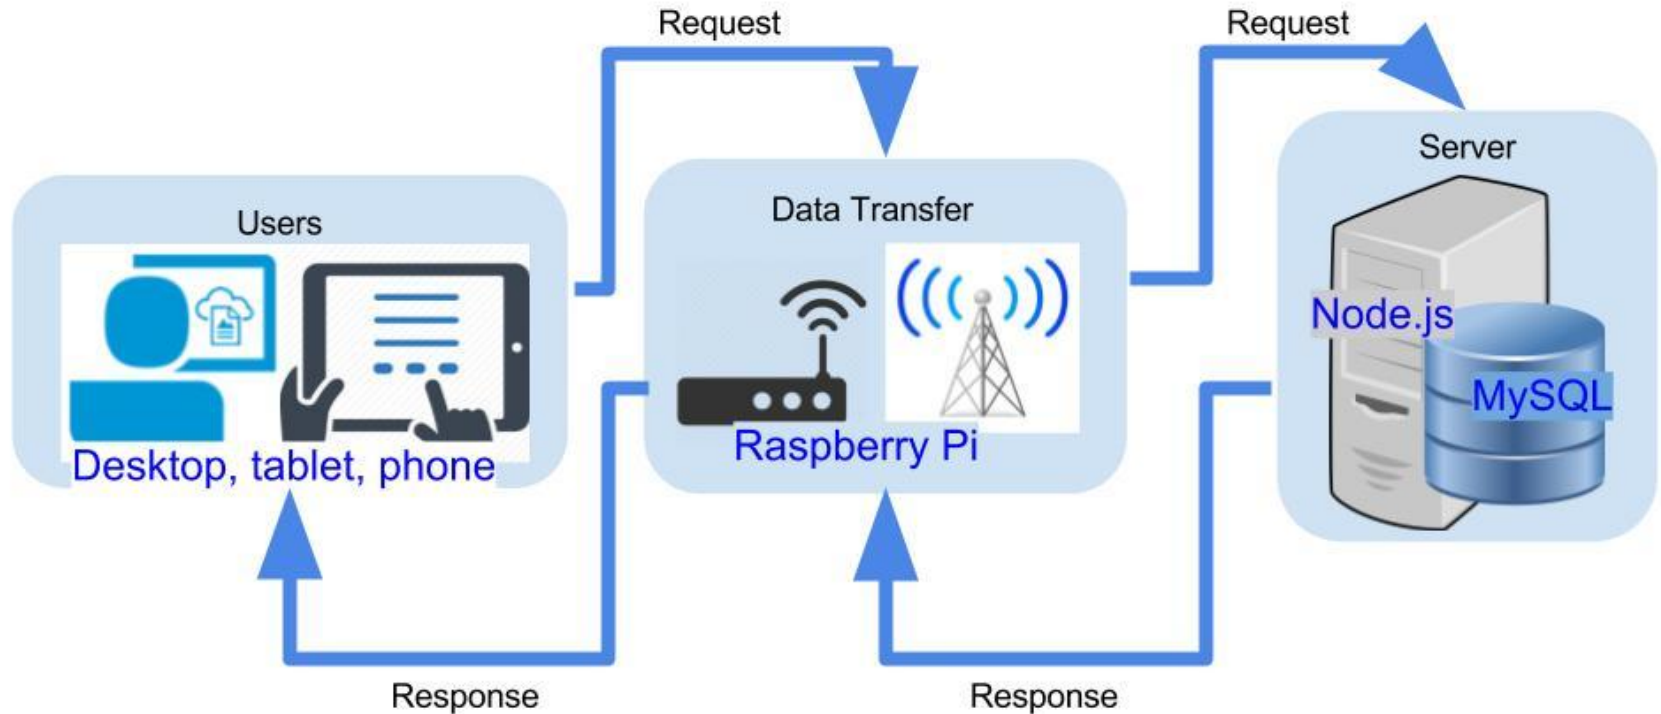 Request
Request
Users
Desktop, tablet, phone
Data Transfer
Raspberry Pi
Server
Node.js
MySQL
Response
Response